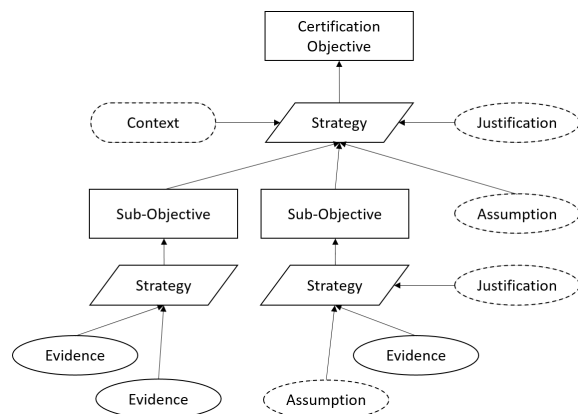 Certification
Objective
Context
Strategy
Justification
Sub-Objective
Sub-Objective
Assumption
Strategy
Strategy
Justification
Evidence
Evidence
Evidence
Assumption